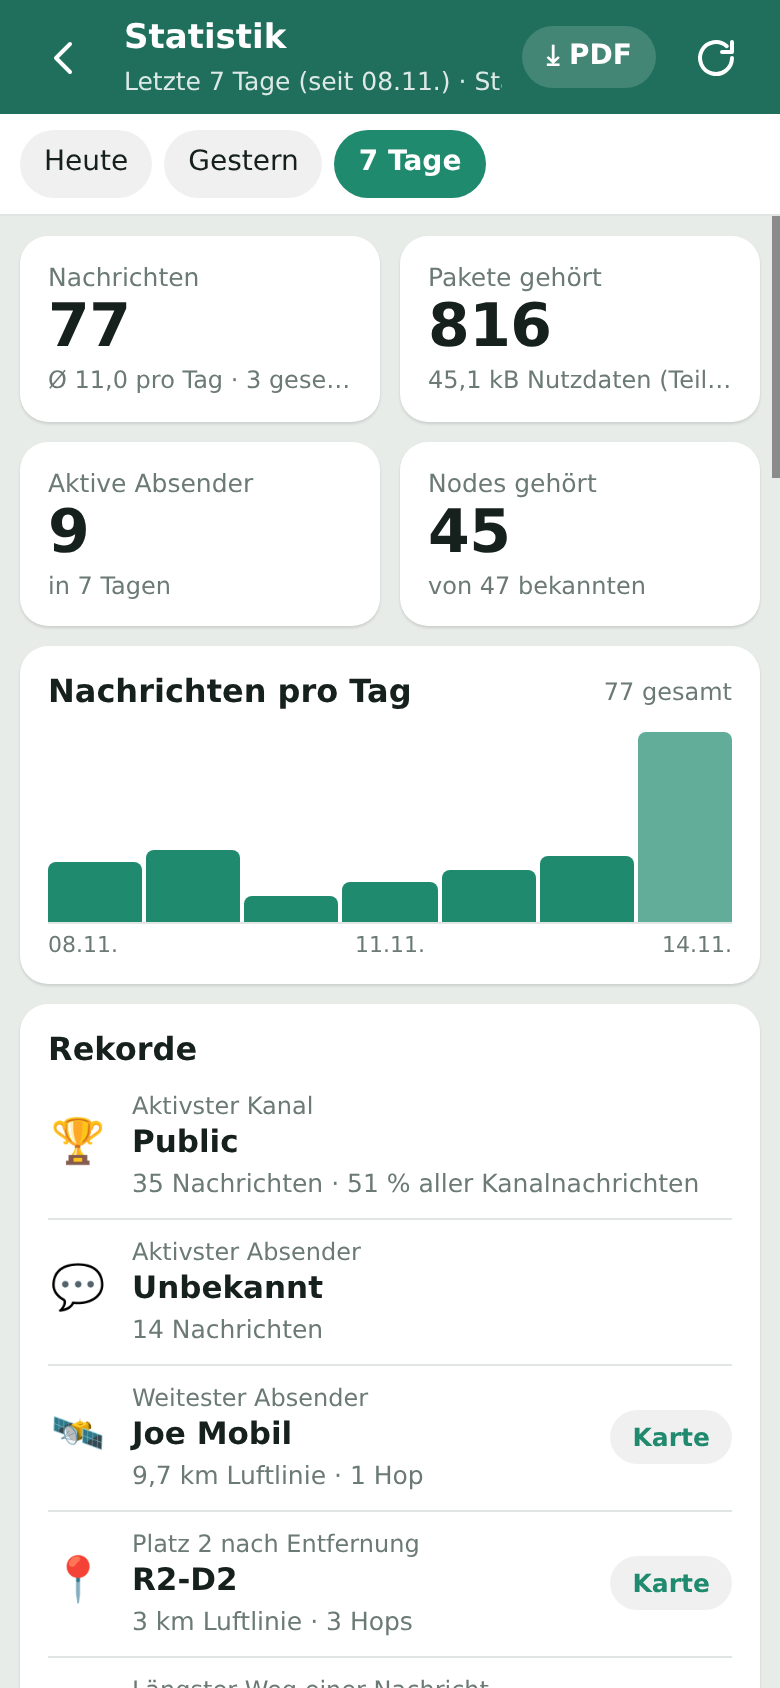 Statistik
Letzte 7 Tage (seit 08.11.) · St
PDF
Heute
Gestern
7 Tage
Nachrichten
77
Ø 11,0 pro Tag · 3 gese…
Pakete gehört
816
45,1 kB Nutzdaten (Teil…
Aktive Absender
9
in 7 Tagen
Nodes gehört
45
von 47 bekannten
Nachrichten pro Tag
77 gesamt
08.11.
11.11.
14.11.
Rekorde
Aktivster Kanal
Public
35 Nachrichten · 51 % aller Kanalnachrichten
Aktivster Absender
Unbekannt
14 Nachrichten
Weitester Absender
Joe Mobil
9,7 km Luftlinie · 1 Hop
Karte
Platz 2 nach Entfernung
R2-D2
3 km Luftlinie · 3 Hops
Karte
Längster Weg einer Nachricht